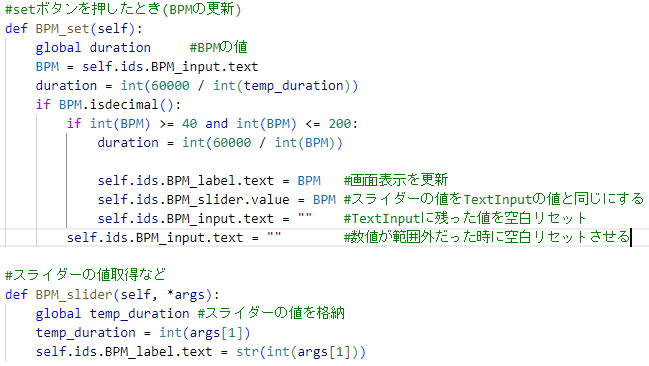 #setボタンを押したとき(BPMの更新)
def BPM_set(self):
    global duration     #BPMの値
    BPM = self.ids.BPM_input.text
    duration = int(60000 / int(temp_duration))
    if BPM.isdecimal():
        if int(BPM) >= 40 and int(BPM) <= 200:
            duration = int(60000 / int(BPM))

            self.ids.BPM_label.text = BPM   #画面表示を更新
            self.ids.BPM_slider.value = BPM #スライダーの値をTextInputの値と同じにする
            self.ids.BPM_input.text = ""    #TextInputに残った値を空白リセット
        self.ids.BPM_input.text = ""        #数値が範囲外だった時に空白リセットさせる

#スライダーの値取得など
def BPM_slider(self, *args):
    global temp_duration #スライダーの値を格納
    temp_duration = int(args[1])
    self.ids.BPM_label.text = str(int(args[1]))